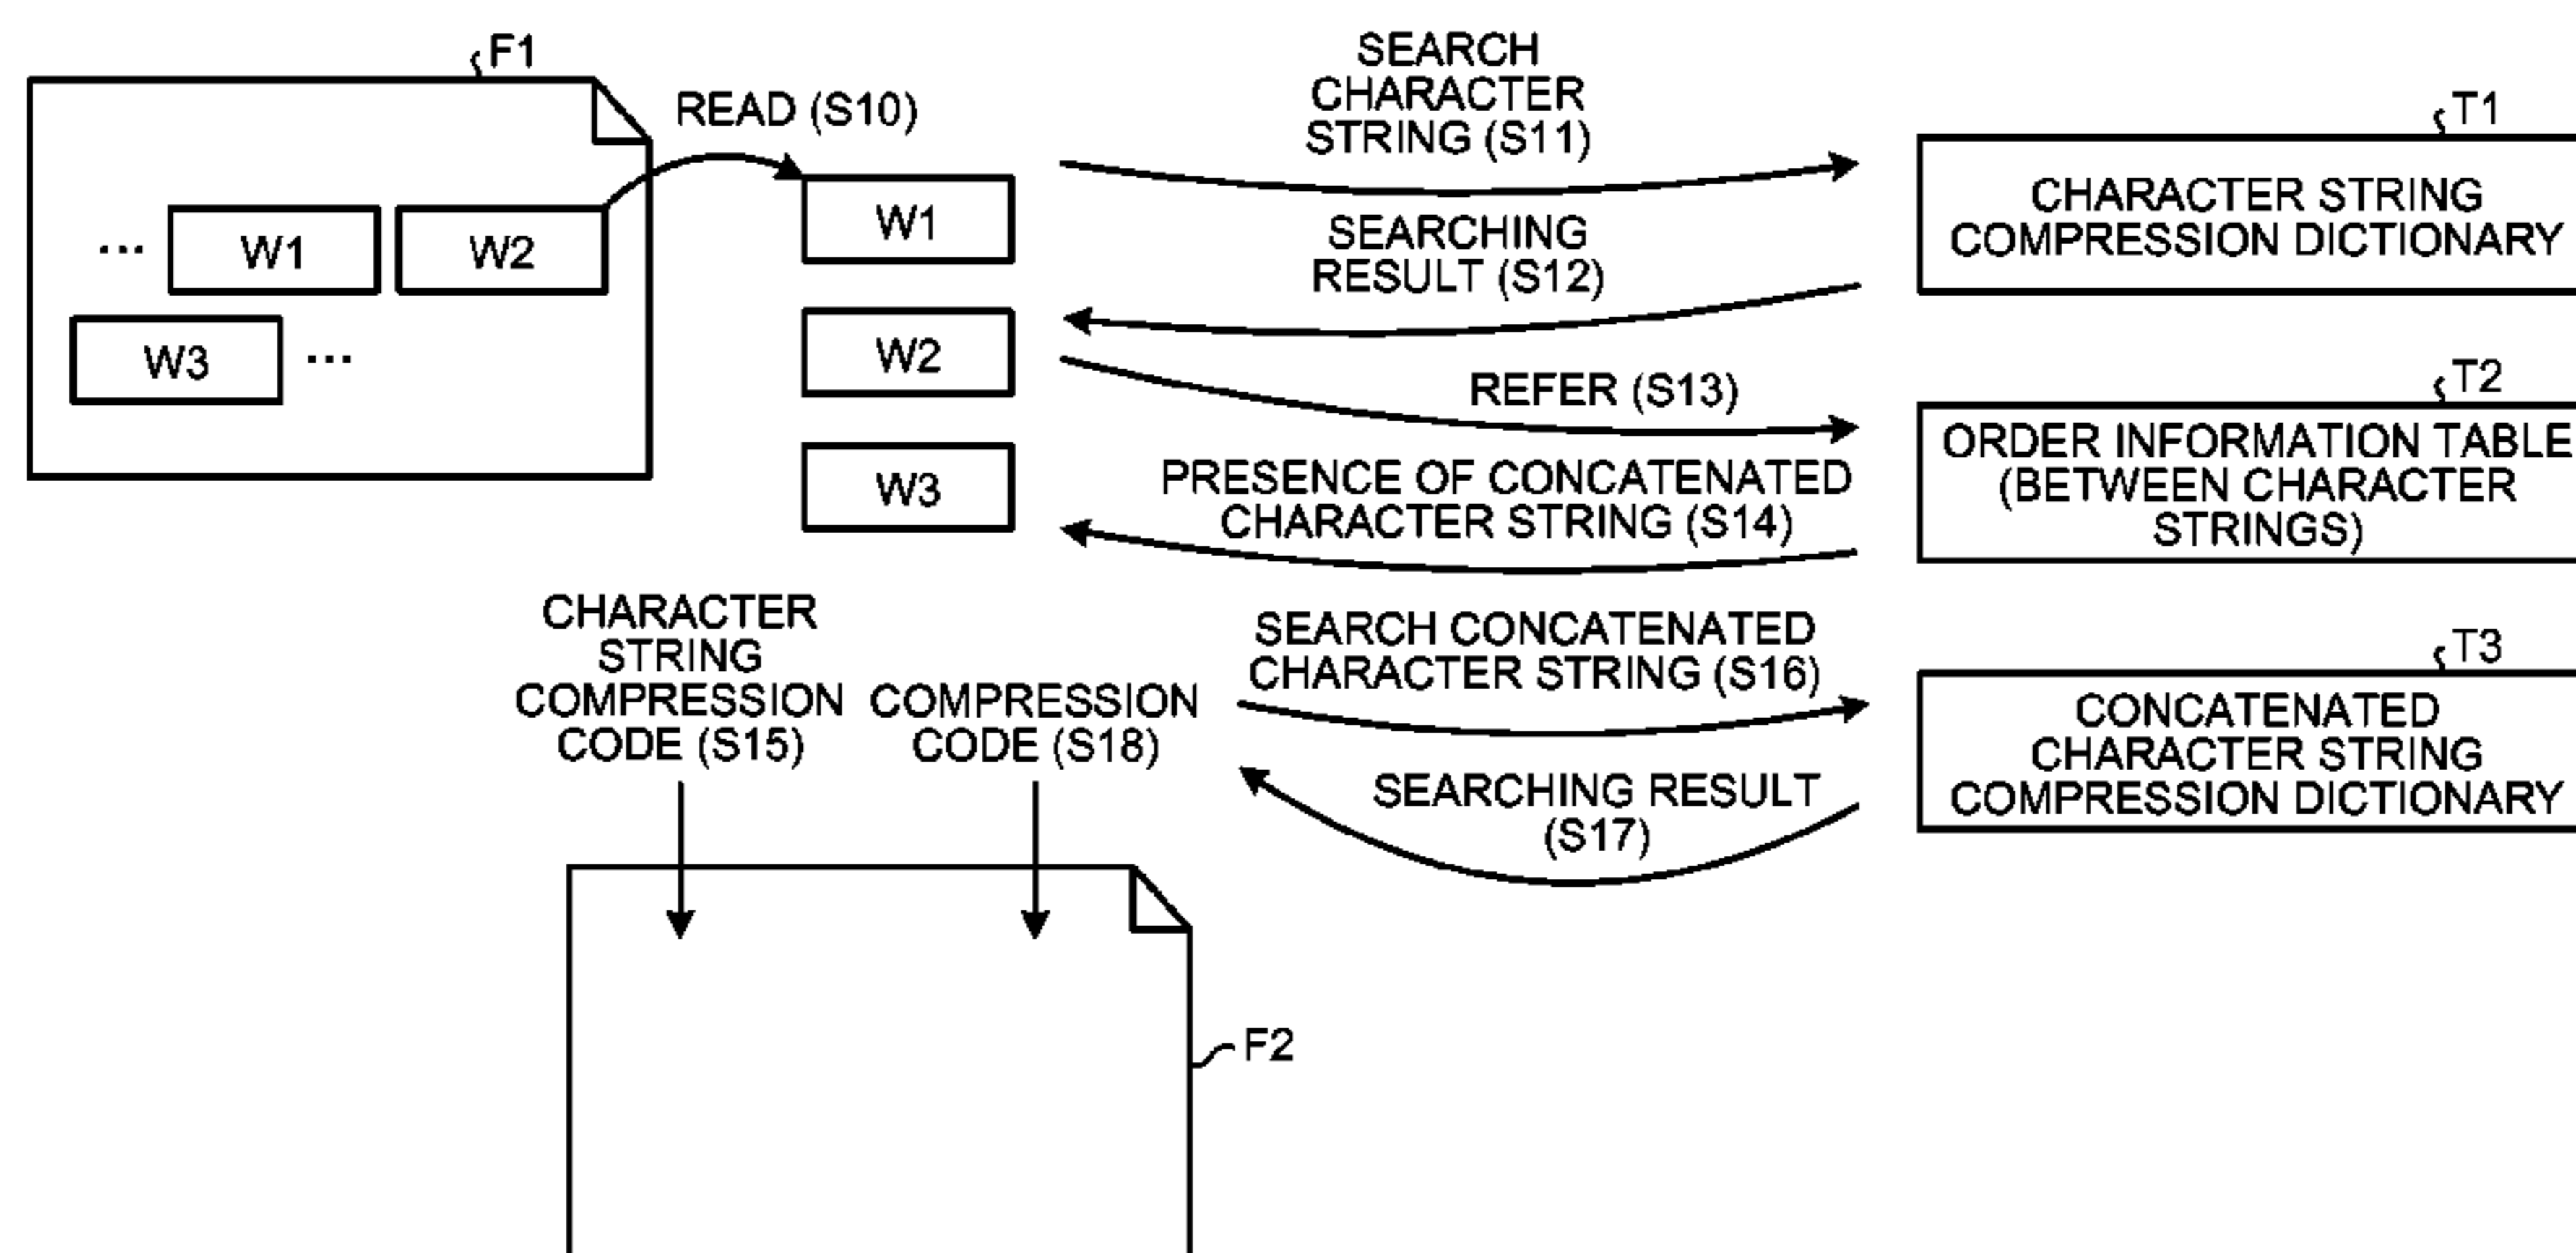 F1
READ (S10)
... W1 W2
W3 ...
W1
W2
W3
SEARCH
CHARACTER
STRING (S11)
SEARCHING
RESULT (S12)
REFER (S13)
PRESENCE OF CONCATENATED
CHARACTER STRING (S14)
T1
CHARACTER STRING
COMPRESSION DICTIONARY
T2
ORDER INFORMATION TABLE
(BETWEEN CHARACTER
STRINGS)
CHARACTER
STRING
COMPRESSION
CODE (S15)
COMPRESSION
CODE (S18)
SEARCH CONCATENATED
CHARACTER STRING (S16)
SEARCHING RESULT
(S17)
T3
CONCATENATED
CHARACTER STRING
COMPRESSION DICTIONARY
F2